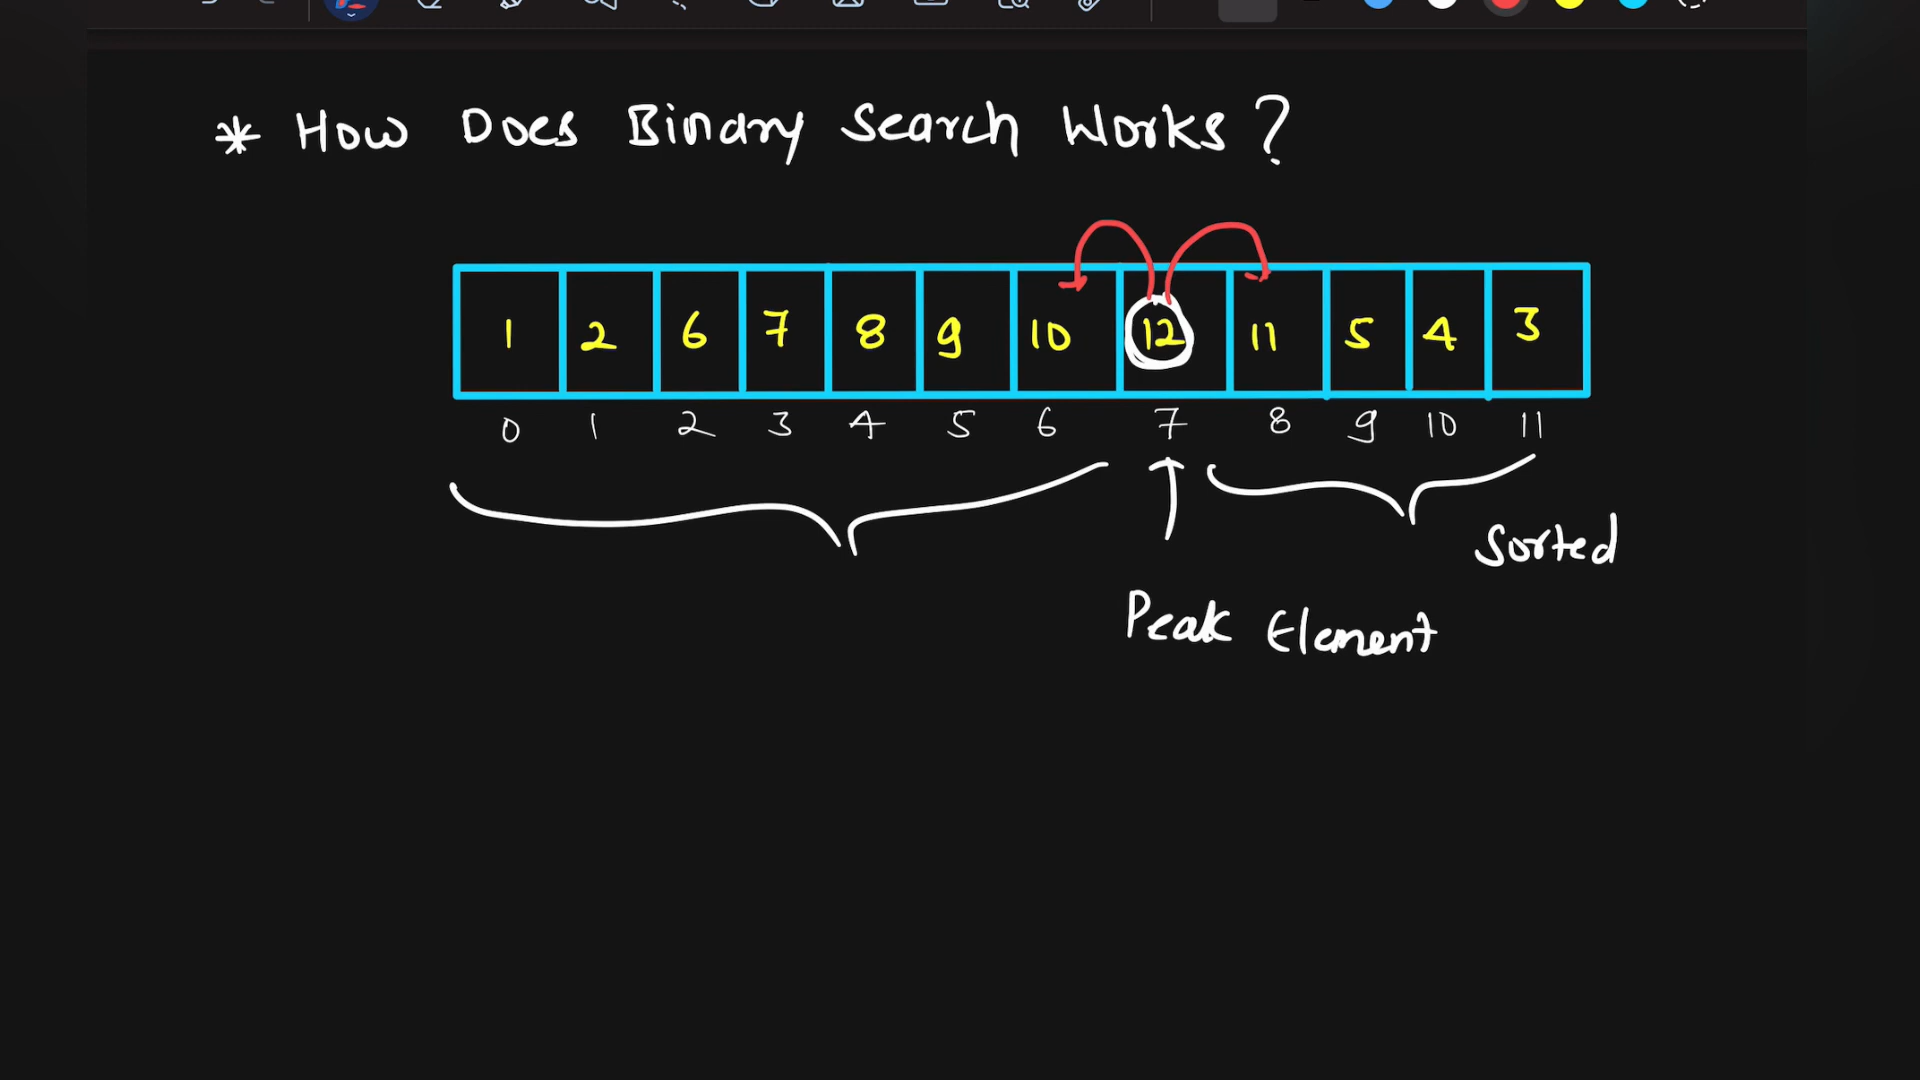 * How Does Binary Search Works?
1 2 6 7 8 9 10 12 11 5 4 3
0 1 2 3 4 5 6 7 8 9 10 11
Sorted
Peak Element